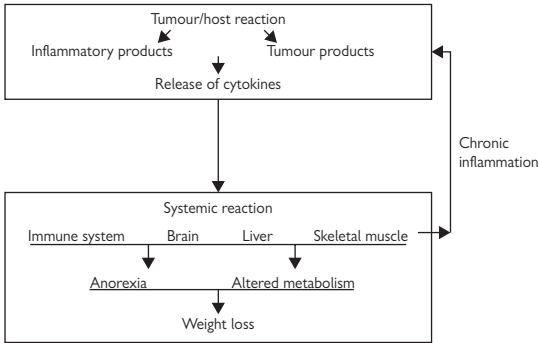 Tumour/host reaction
Inflammatory products
Tumour products
Release of cytokines
Chronic
inflammation
Systemic reaction
Immune system Brain Liver Skeletal muscle
Anorexia Altered metabolism
Weight loss